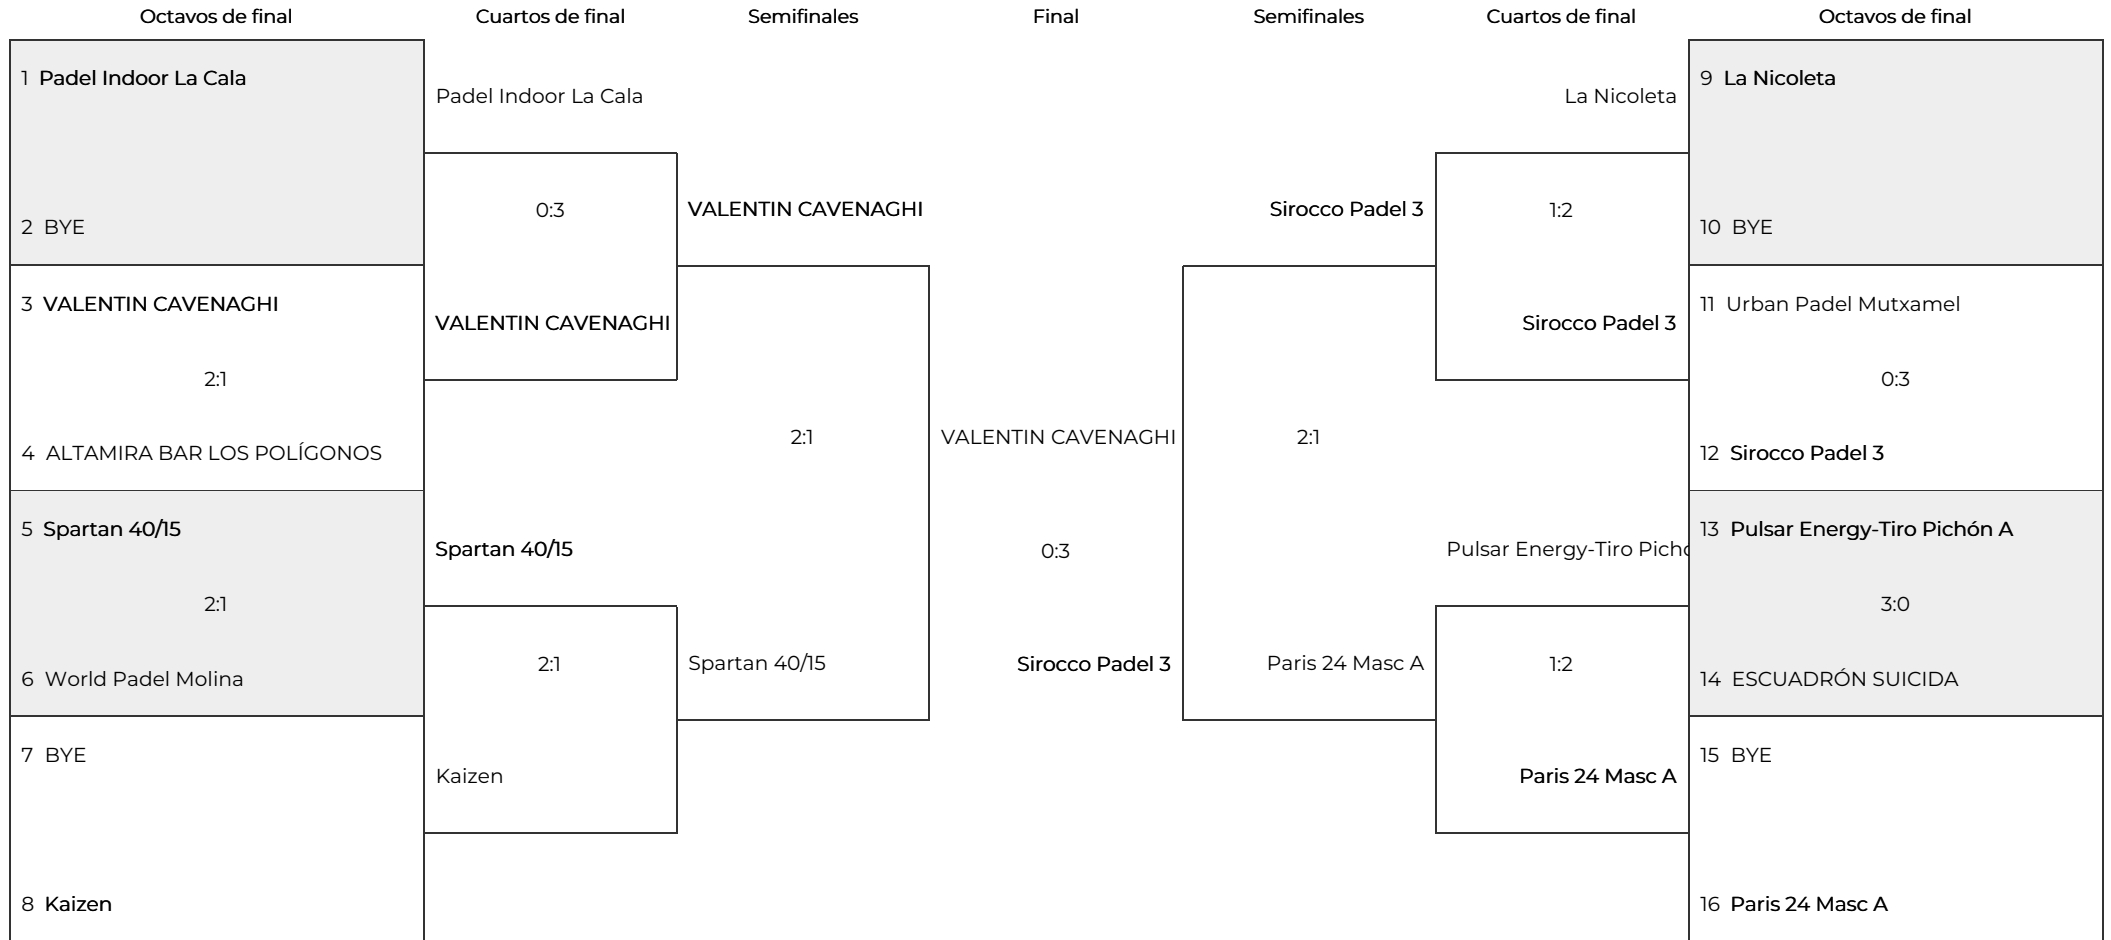 Octavos de final
Cuartos de final
Semifinales
Final
Semifinales
Cuartos de final
Octavos de final
1 Padel Indoor La Cala
2 BYE
3 VALENTIN CAVENAGHI
2:1
4 ALTAMIRA BAR LOS POLÍGONOS
5 Spartan 40/15
2:1
6 World Padel Molina
7 BYE
8 Kaizen
Padel Indoor La Cala
0:3
VALENTIN CAVENAGHI
Spartan 40/15
2:1
Kaizen
VALENTIN CAVENAGHI
2:1
Spartan 40/15
VALENTIN CAVENAGHI
0:3
Sirocco Padel 3
Sirocco Padel 3
2:1
Paris 24 Masc A
La Nicoleta
1:2
Sirocco Padel 3
Pulsar Energy-Tiro Picho
1:2
Paris 24 Masc A
9 La Nicoleta
10 BYE
11 Urban Padel Mutxamel
0:3
12 Sirocco Padel 3
13 Pulsar Energy-Tiro Pichón A
3:0
14 ESCUADRÓN SUICIDA
15 BYE
16 Paris 24 Masc A